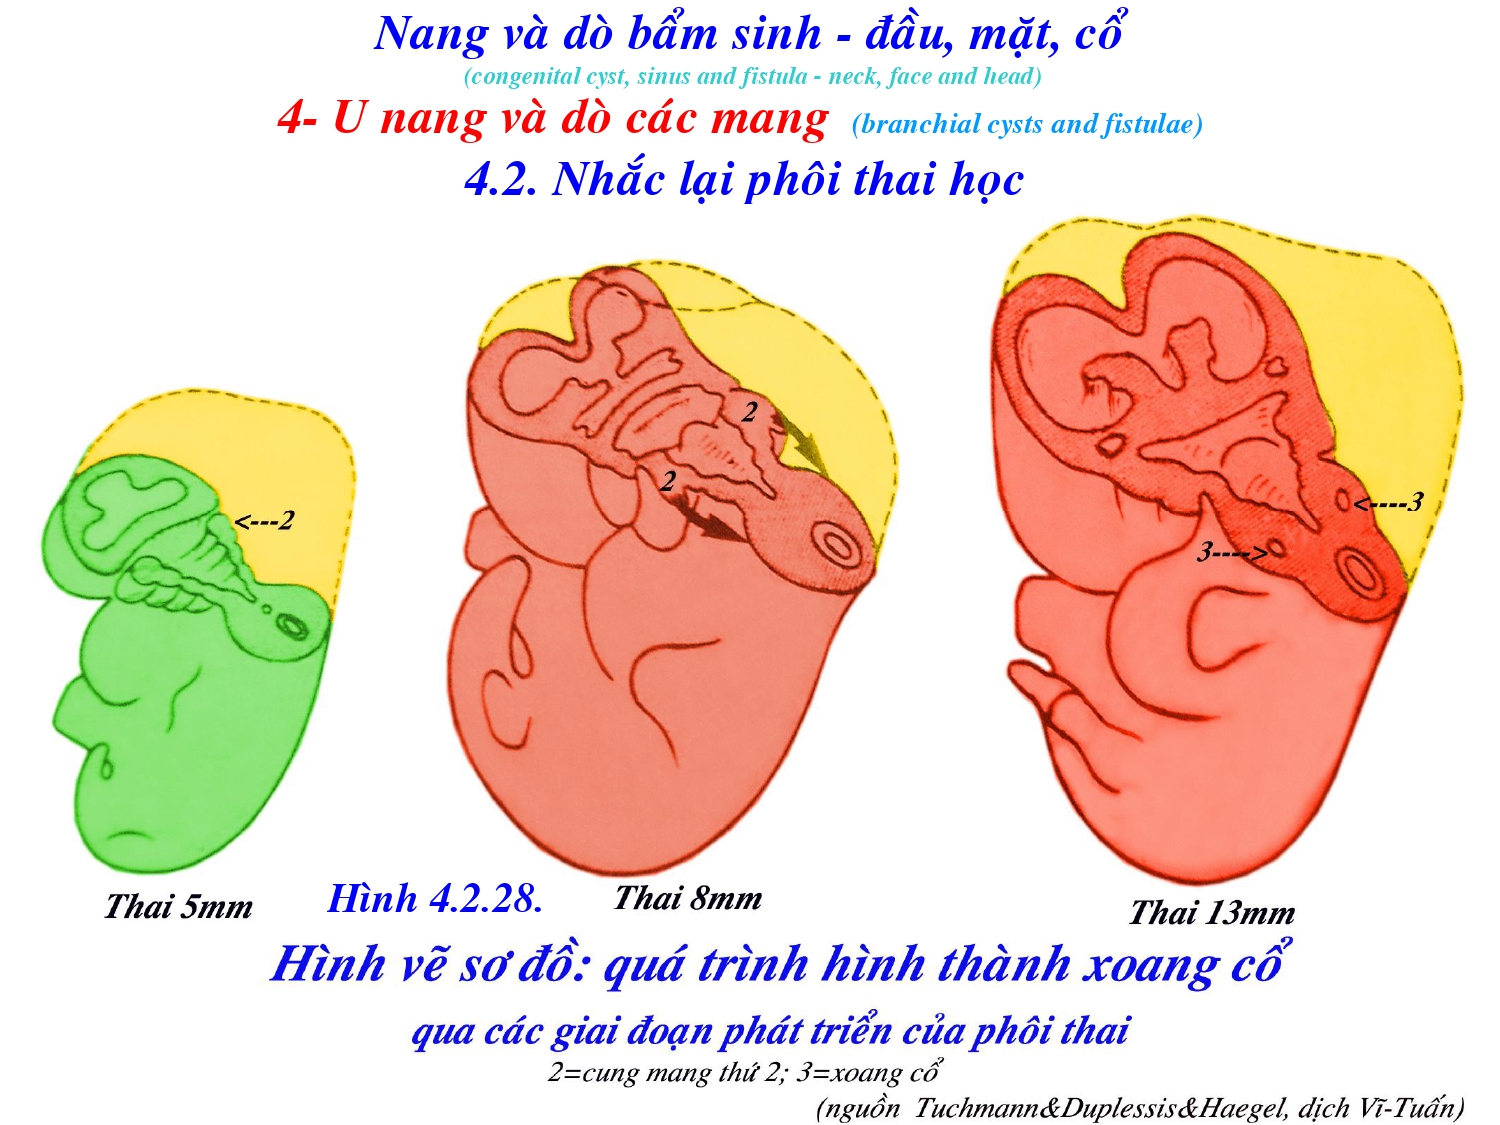 Nang và dò bẩm sinh - đầu, mặt, cổ
(congenital cyst, sinus and fistula - neck, face and head)
4- U nang và dò các mang (branchial cysts and fistulae)
4.2. Nhắc lại phôi thai học
2
2
<---2
<----3
3---->
Thai 5mm
Hình 4.2.28.
Thai 8mm
Thai 13mm
Hình vẽ sơ đồ: quá trình hình thành xoang cổ
qua các giai đoạn phát triển của phôi thai
2=cung mang thứ 2; 3=xoang cổ
(nguồn Tuchmann&Duplessis&Haegel, dịch Vĩ-Tuấn)